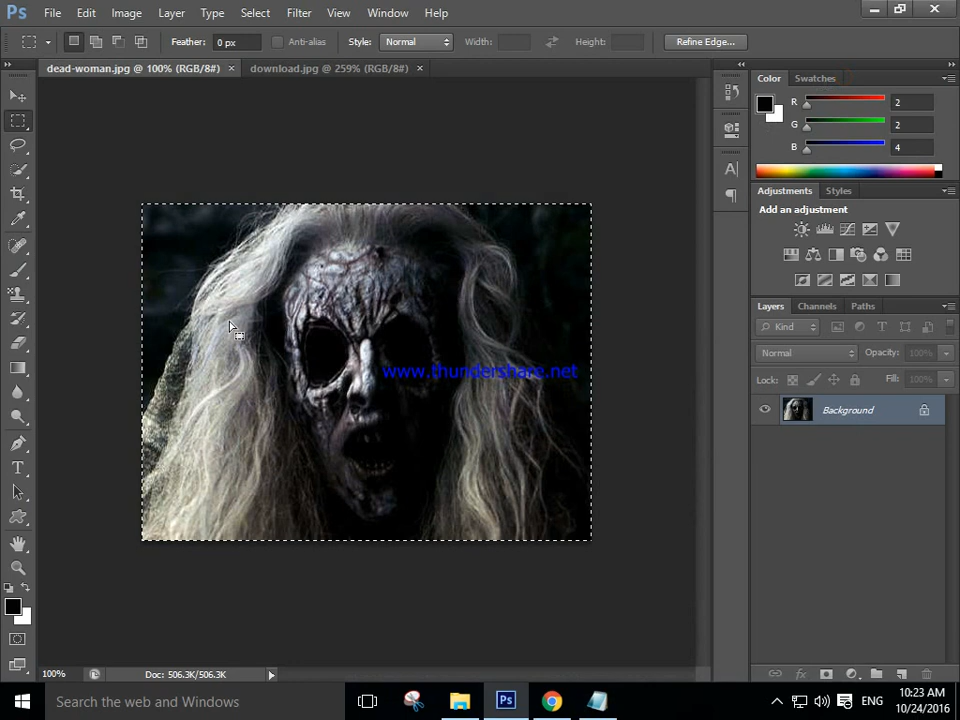 Ps File Edit Image Layer Type Select Filter View Window Help
Feather: 0 px Anti-alias Style: Normal Width: Height: Refine Edge...
dead-woman.jpg @ 100% (RGB/8#) × download.jpg @ 259% (RGB/8#) ×
Color Swatches
R 2
G 2
B 4
Adjustments Styles
Add an adjustment
Layers Channels Paths
Kind
Normal Opacity: 100%
Lock: Fill: 100%
Background
www.thundershare.net
100% Doc: 506.3K/506.3K
Search the web and Windows
Ps
ENG
10:23 AM
10/24/2016